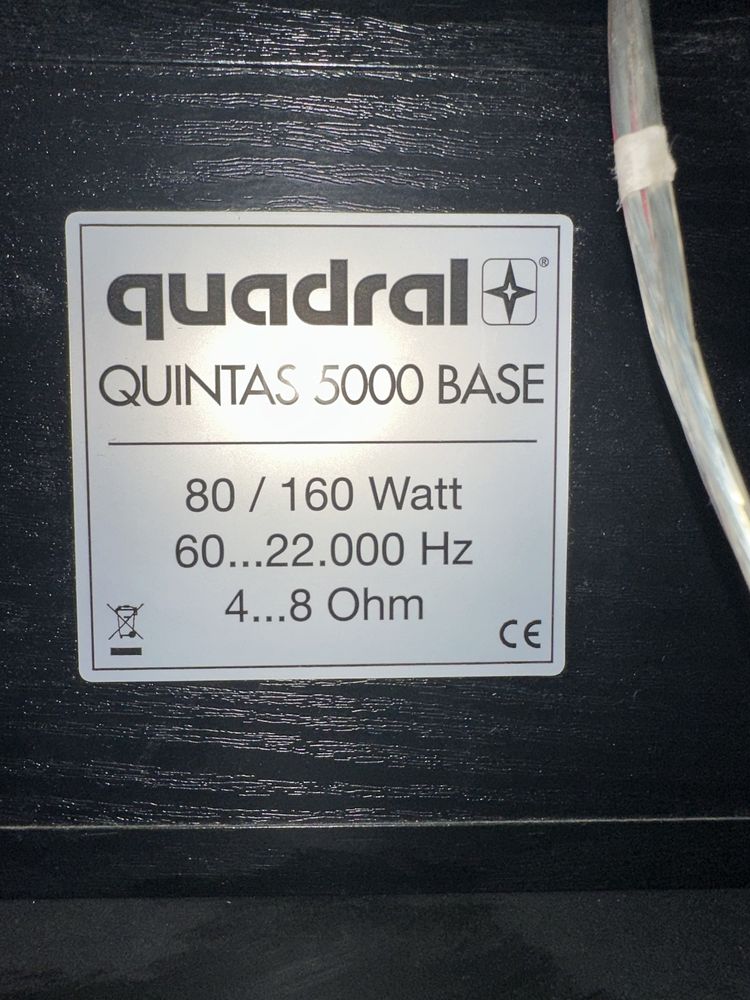 quadral ®
QUINTAS 5000 BASE
80 / 160 Watt
60...22.000 Hz
4...8 Ohm
CE